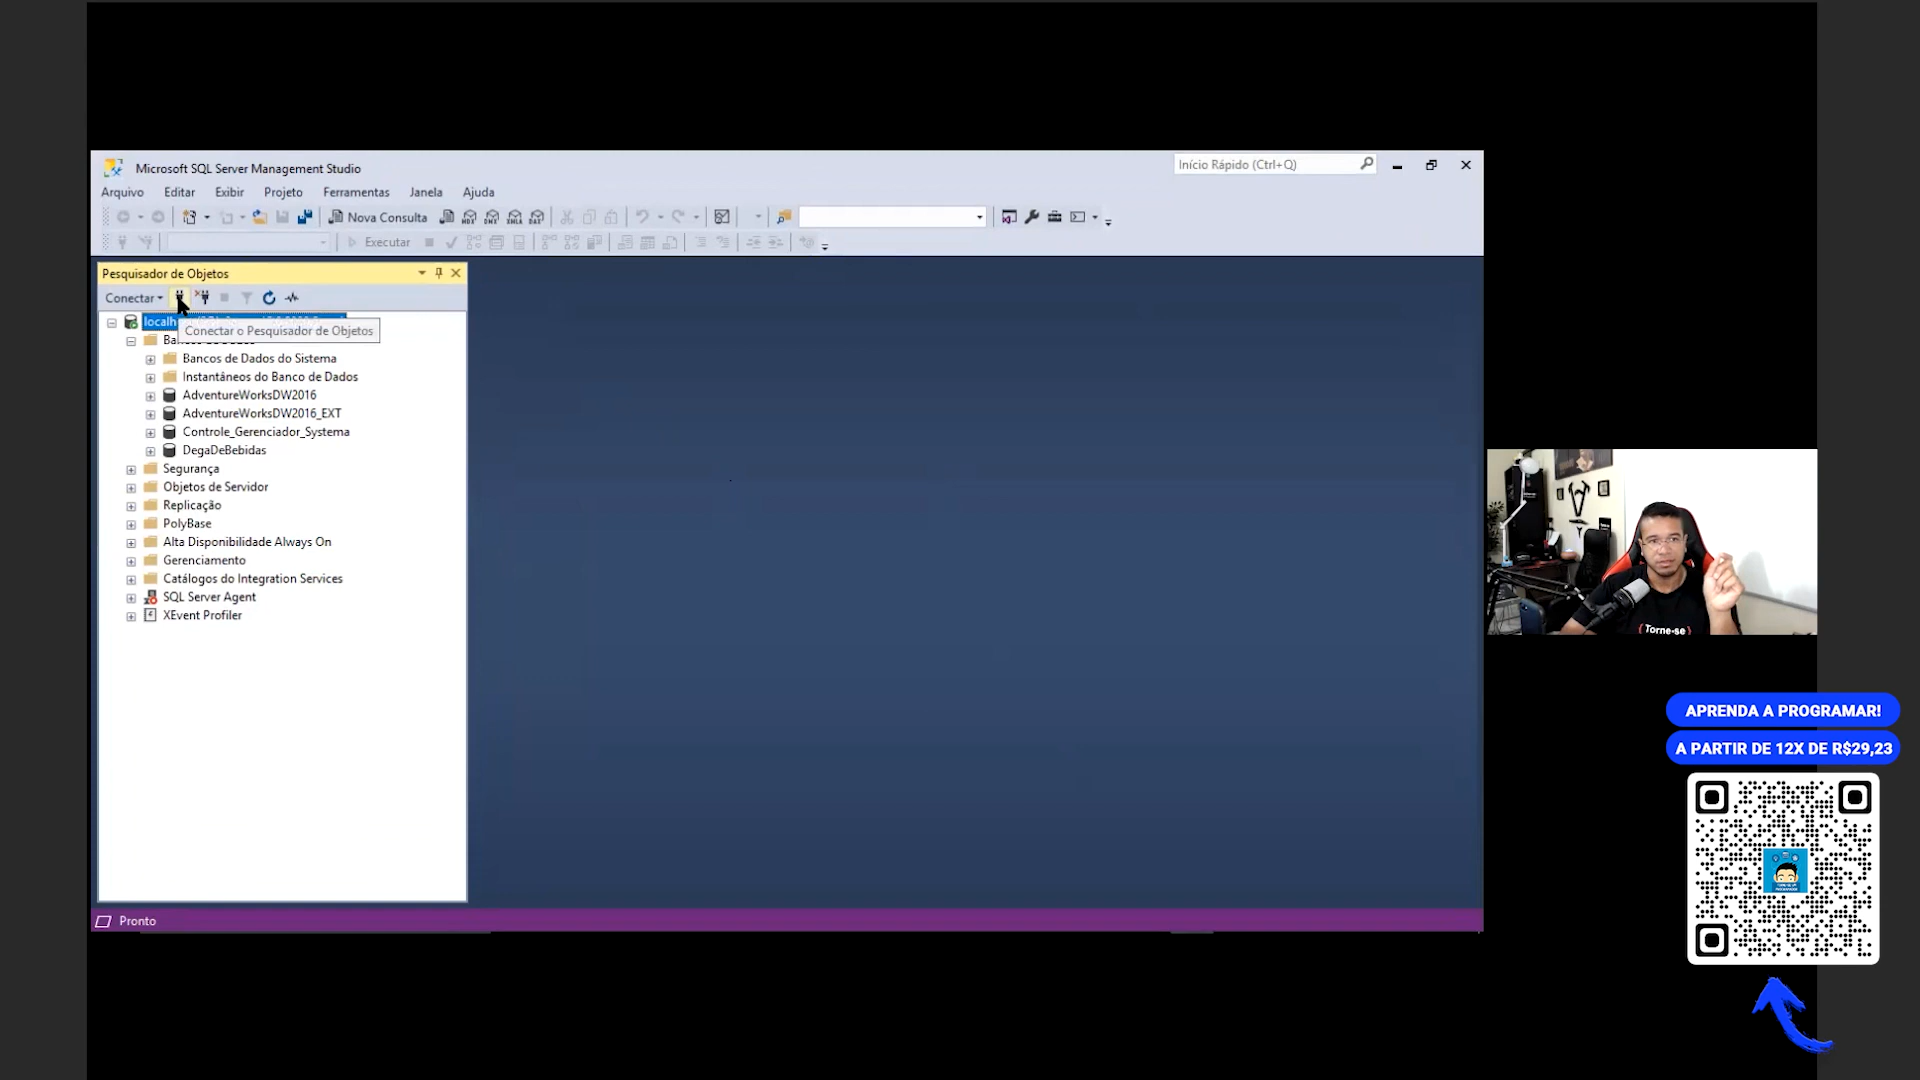 Microsoft SQL Server Management Studio
Início Rápido (Ctrl+Q)
Arquivo Editar Exibir Projeto Ferramentas Janela Ajuda
Nova Consulta
Executar
Pesquisador de Objetos
Conectar
localh
Conectar o Pesquisador de Objetos
Bancos de Dados do Sistema
Instantâneos do Banco de Dados
AdventureWorksDW2016
AdventureWorksDW2016_EXT
Controle_Gerenciador_Systema
DegaDeBebidas
Segurança
Objetos de Servidor
Replicação
PolyBase
Alta Disponibilidade Always On
Gerenciamento
Catálogos do Integration Services
SQL Server Agent
XEvent Profiler
Pronto
{ Torne-se }
APRENDA A PROGRAMAR!
A PARTIR DE 12X DE R$29,23